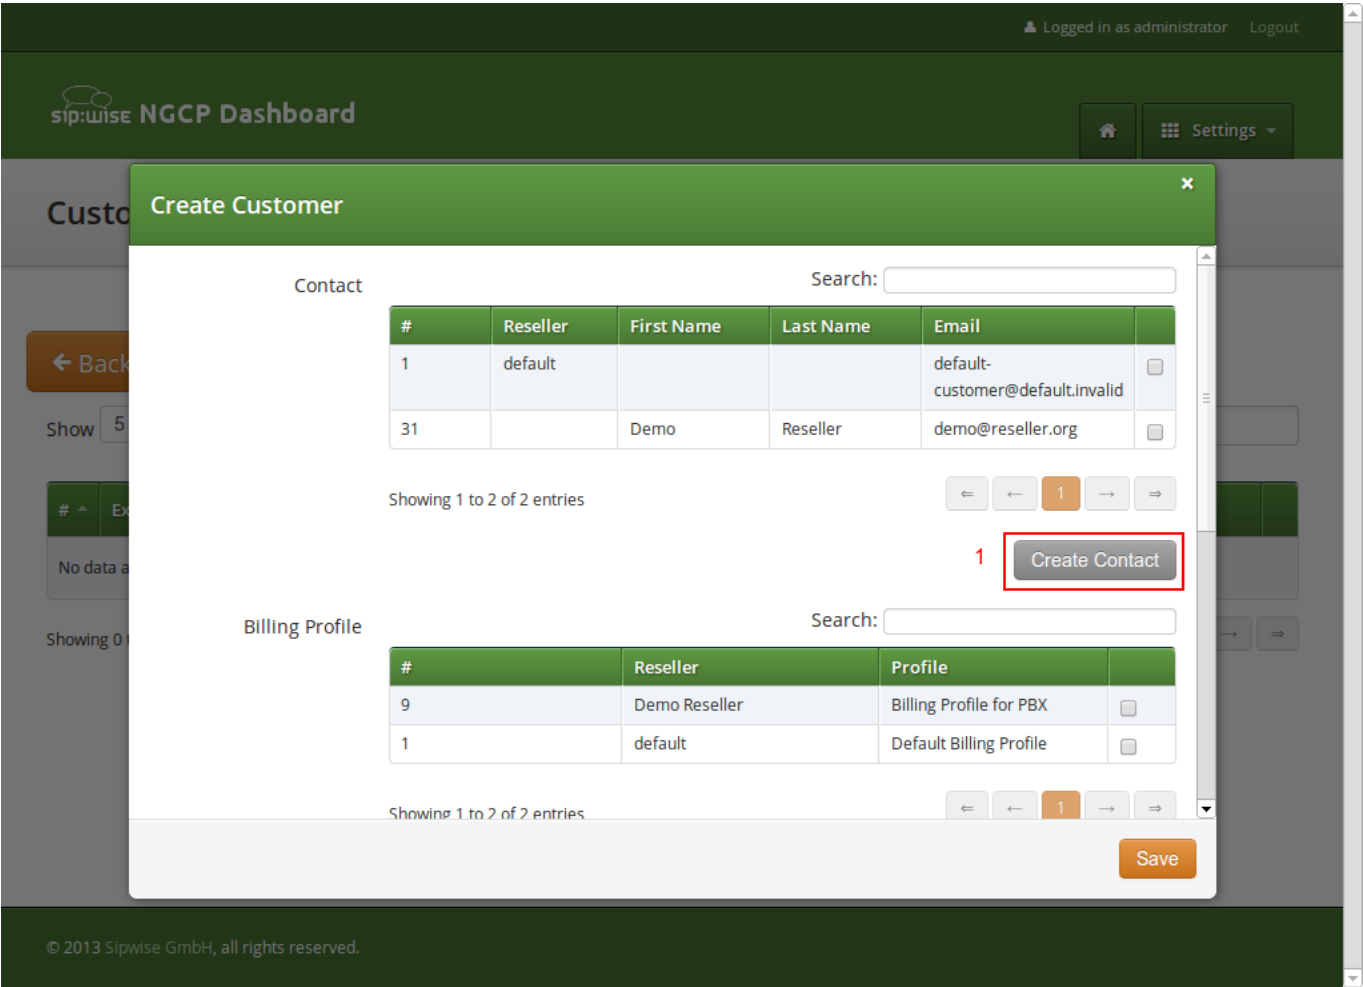 Logged in as administrator Logout
sip:wise NGCP Dashboard
Settings
Custo
Create Customer
×
Contact
Search:
# Reseller First Name Last Name Email
1 default default-
customer@default.invalid
31 Demo Reseller demo@reseller.org
Showing 1 to 2 of 2 entries
⇐ ← 1 → ⇒
1 Create Contact
Back
Show 5
# Ex
No data a
Showing 0 t
→ ⇒
Billing Profile
Search:
# Reseller Profile
9 Demo Reseller Billing Profile for PBX
1 default Default Billing Profile
Showing 1 to 2 of 2 entries
⇐ ← 1 → ⇒
Save
© 2013 Sipwise GmbH, all rights reserved.